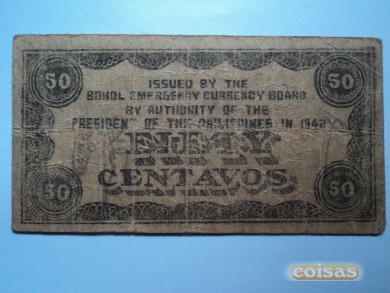 50 50
ISSUED BY THE
BOHOL EMERGENCY CURRENCY BOARD
BY AUTHORITY OF THE
PRESIDENT OF THE PHILIPPINES IN 1942
FIFTY
CENTAVOS
50 50
coisas